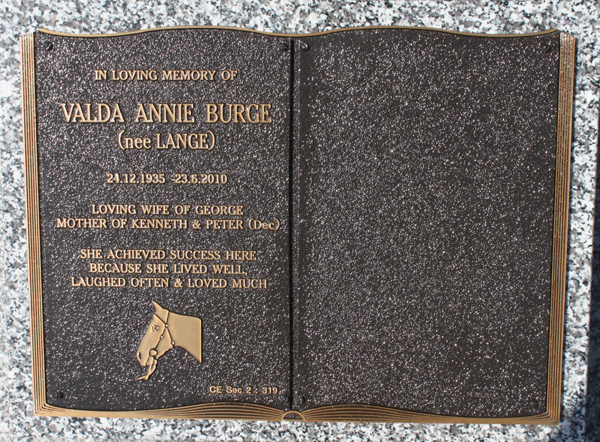 IN LOVING MEMORY OF
VALDA ANNIE BURGE
(nee LANGE)
24.12.1935 -23.6.2010
LOVING WIFE OF GEORGE
MOTHER OF KENNETH & PETER (Dec)
SHE ACHIEVED SUCCESS HERE
BECAUSE SHE LIVED WELL,
LAUGHED OFTEN & LOVED MUCH
CE Sec 2 : 319